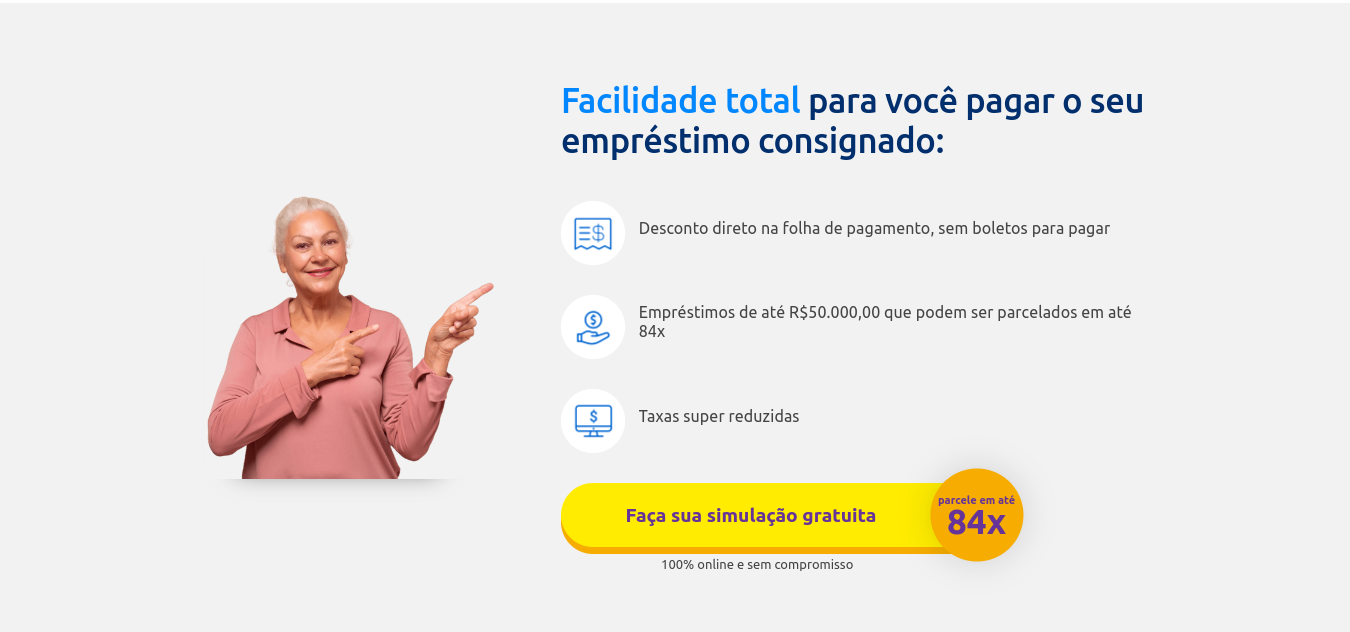 Facilidade total para você pagar o seu
empréstimo consignado:
Desconto direto na folha de pagamento, sem boletos para pagar
Empréstimos de até R$50.000,00 que podem ser parcelados em até
84x
Taxas super reduzidas
Faça sua simulação gratuita
parcele em até
84x
100% online e sem compromisso